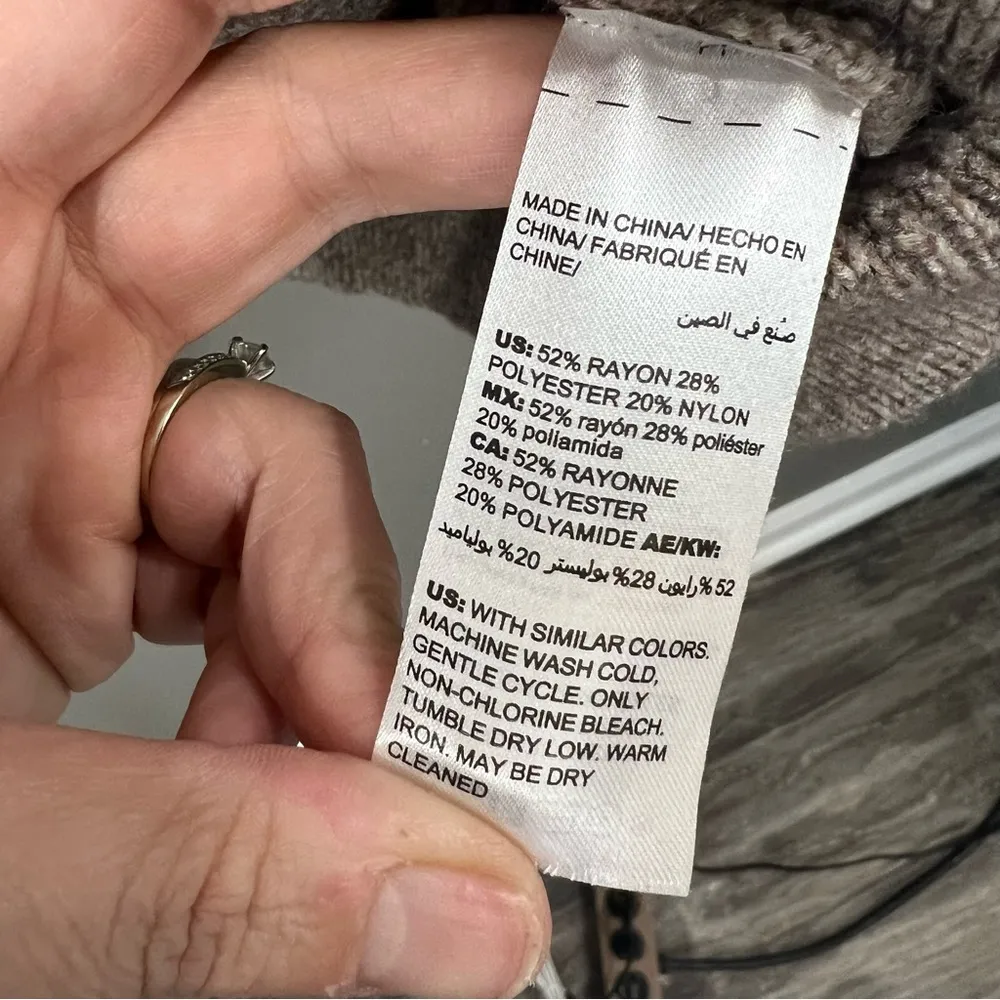 MADE IN CHINA/ HECHO EN
CHINA/ FABRIQUÉ EN
CHINE/
صُنع في الصين
US: 52% RAYON 28%
POLYESTER 20% NYLON
MX: 52% rayón 28% poliéster
20% poliamida
CA: 52% RAYONNE
28% POLYESTER
20% POLYAMIDE AE/KW:
52 %رايون 28% بوليستر 20% بولياميد
US: WITH SIMILAR COLORS.
MACHINE WASH COLD,
GENTLE CYCLE. ONLY
NON-CHLORINE BLEACH.
TUMBLE DRY LOW. WARM
IRON. MAY BE DRY
CLEANED